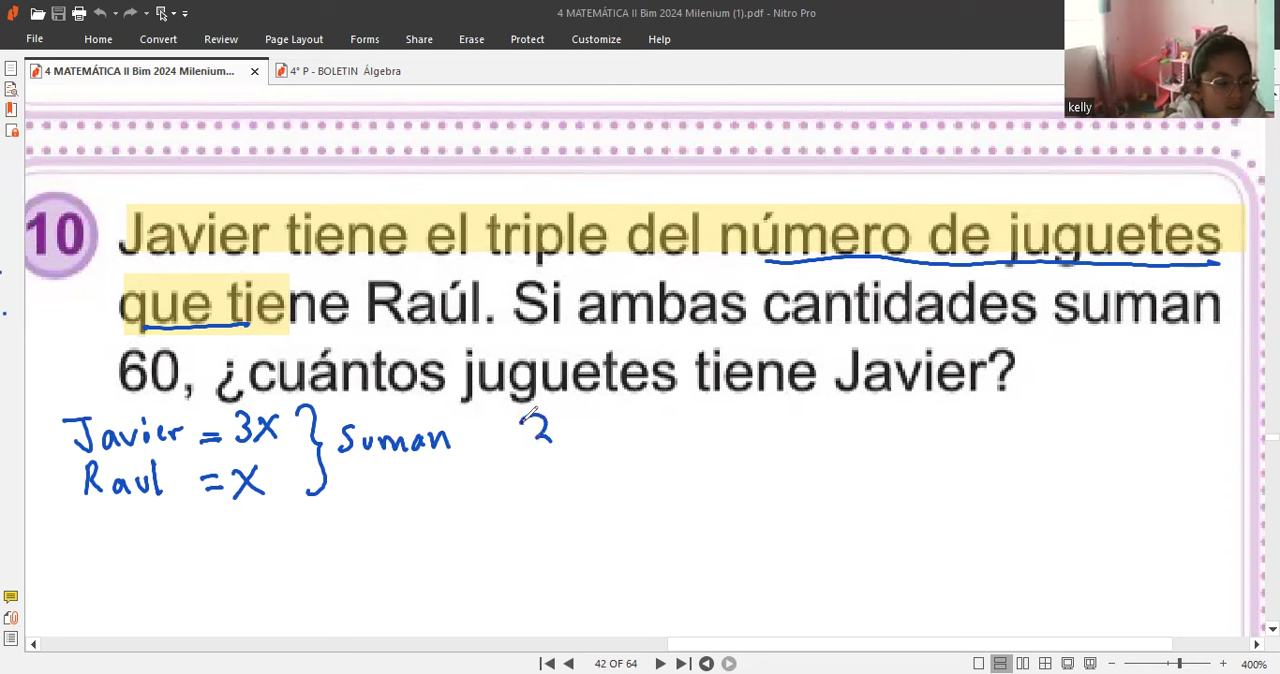 4 MATEMÁTICA II Bim 2024 Milenium (1).pdf - Nitro Pro
File Home Convert Review Page Layout Forms Share Erase Protect Customize Help
4 MATEMÁTICA II Bim 2024 Milenium... × 4° P - BOLETIN Álgebra
kelly
10 Javier tiene el triple del número de juguetes
que tiene Raúl. Si ambas cantidades suman
60, ¿cuántos juguetes tiene Javier?
Javier = 3X } Suman
Raul = X
42 OF 64
400%